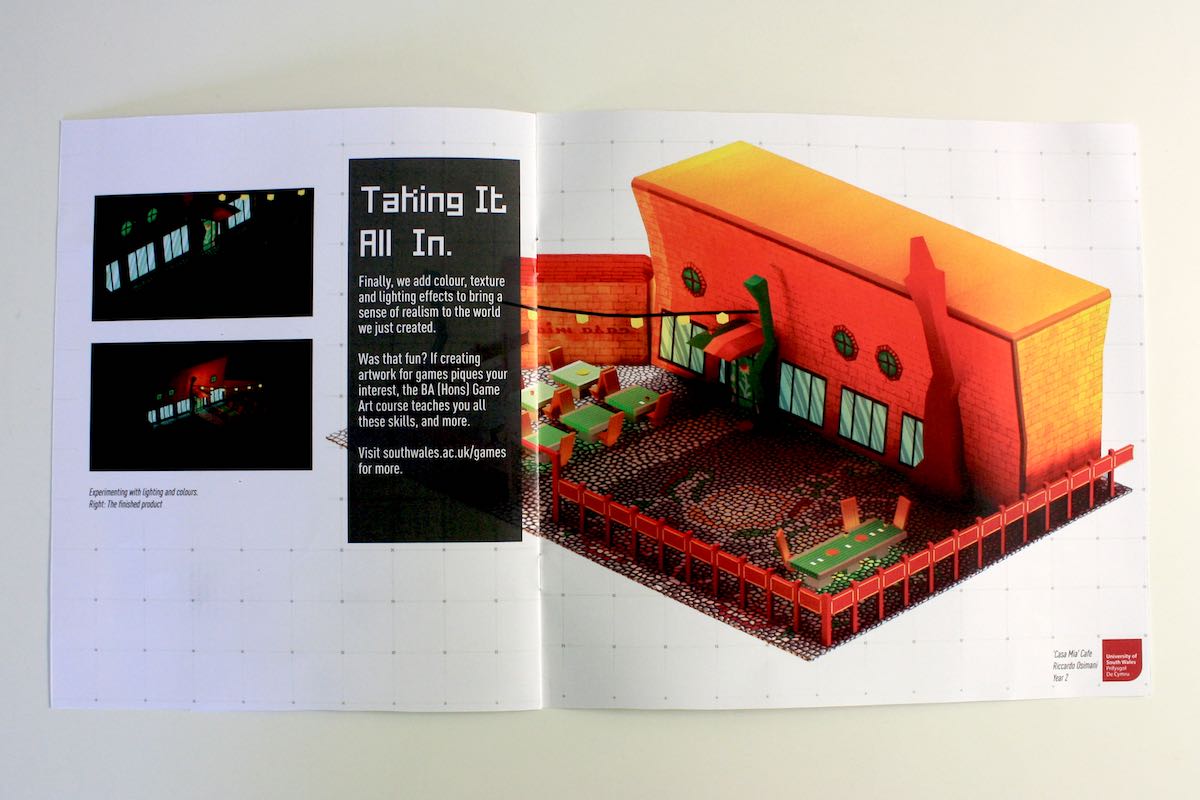 Taking It
All In.
Finally, we add colour, texture
and lighting effects to bring a
sense of realism to the world
we just created.
Was that fun? If creating
artwork for games piques your
interest, the BA (Hons) Game
Art course teaches you all
these skills, and more.
Visit southwales.ac.uk/games
for more.
Experimenting with lighting and colours.
Right: The finished product
casa mia
'Casa Mia' Cafe
Riccardo Osimani
Year 2
University of
South Wales
Prifysgol
De Cymru